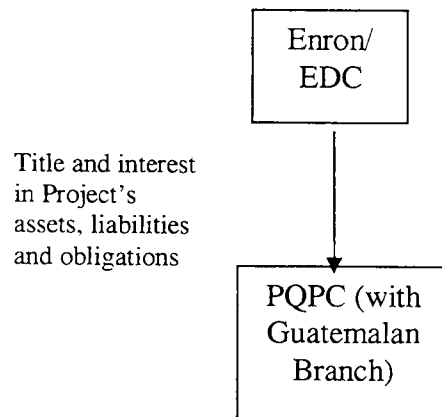 Enron/
EDC
Title and interest
in Project's
assets, liabilities
and obligations
PQPC (with
Guatemalan
Branch)